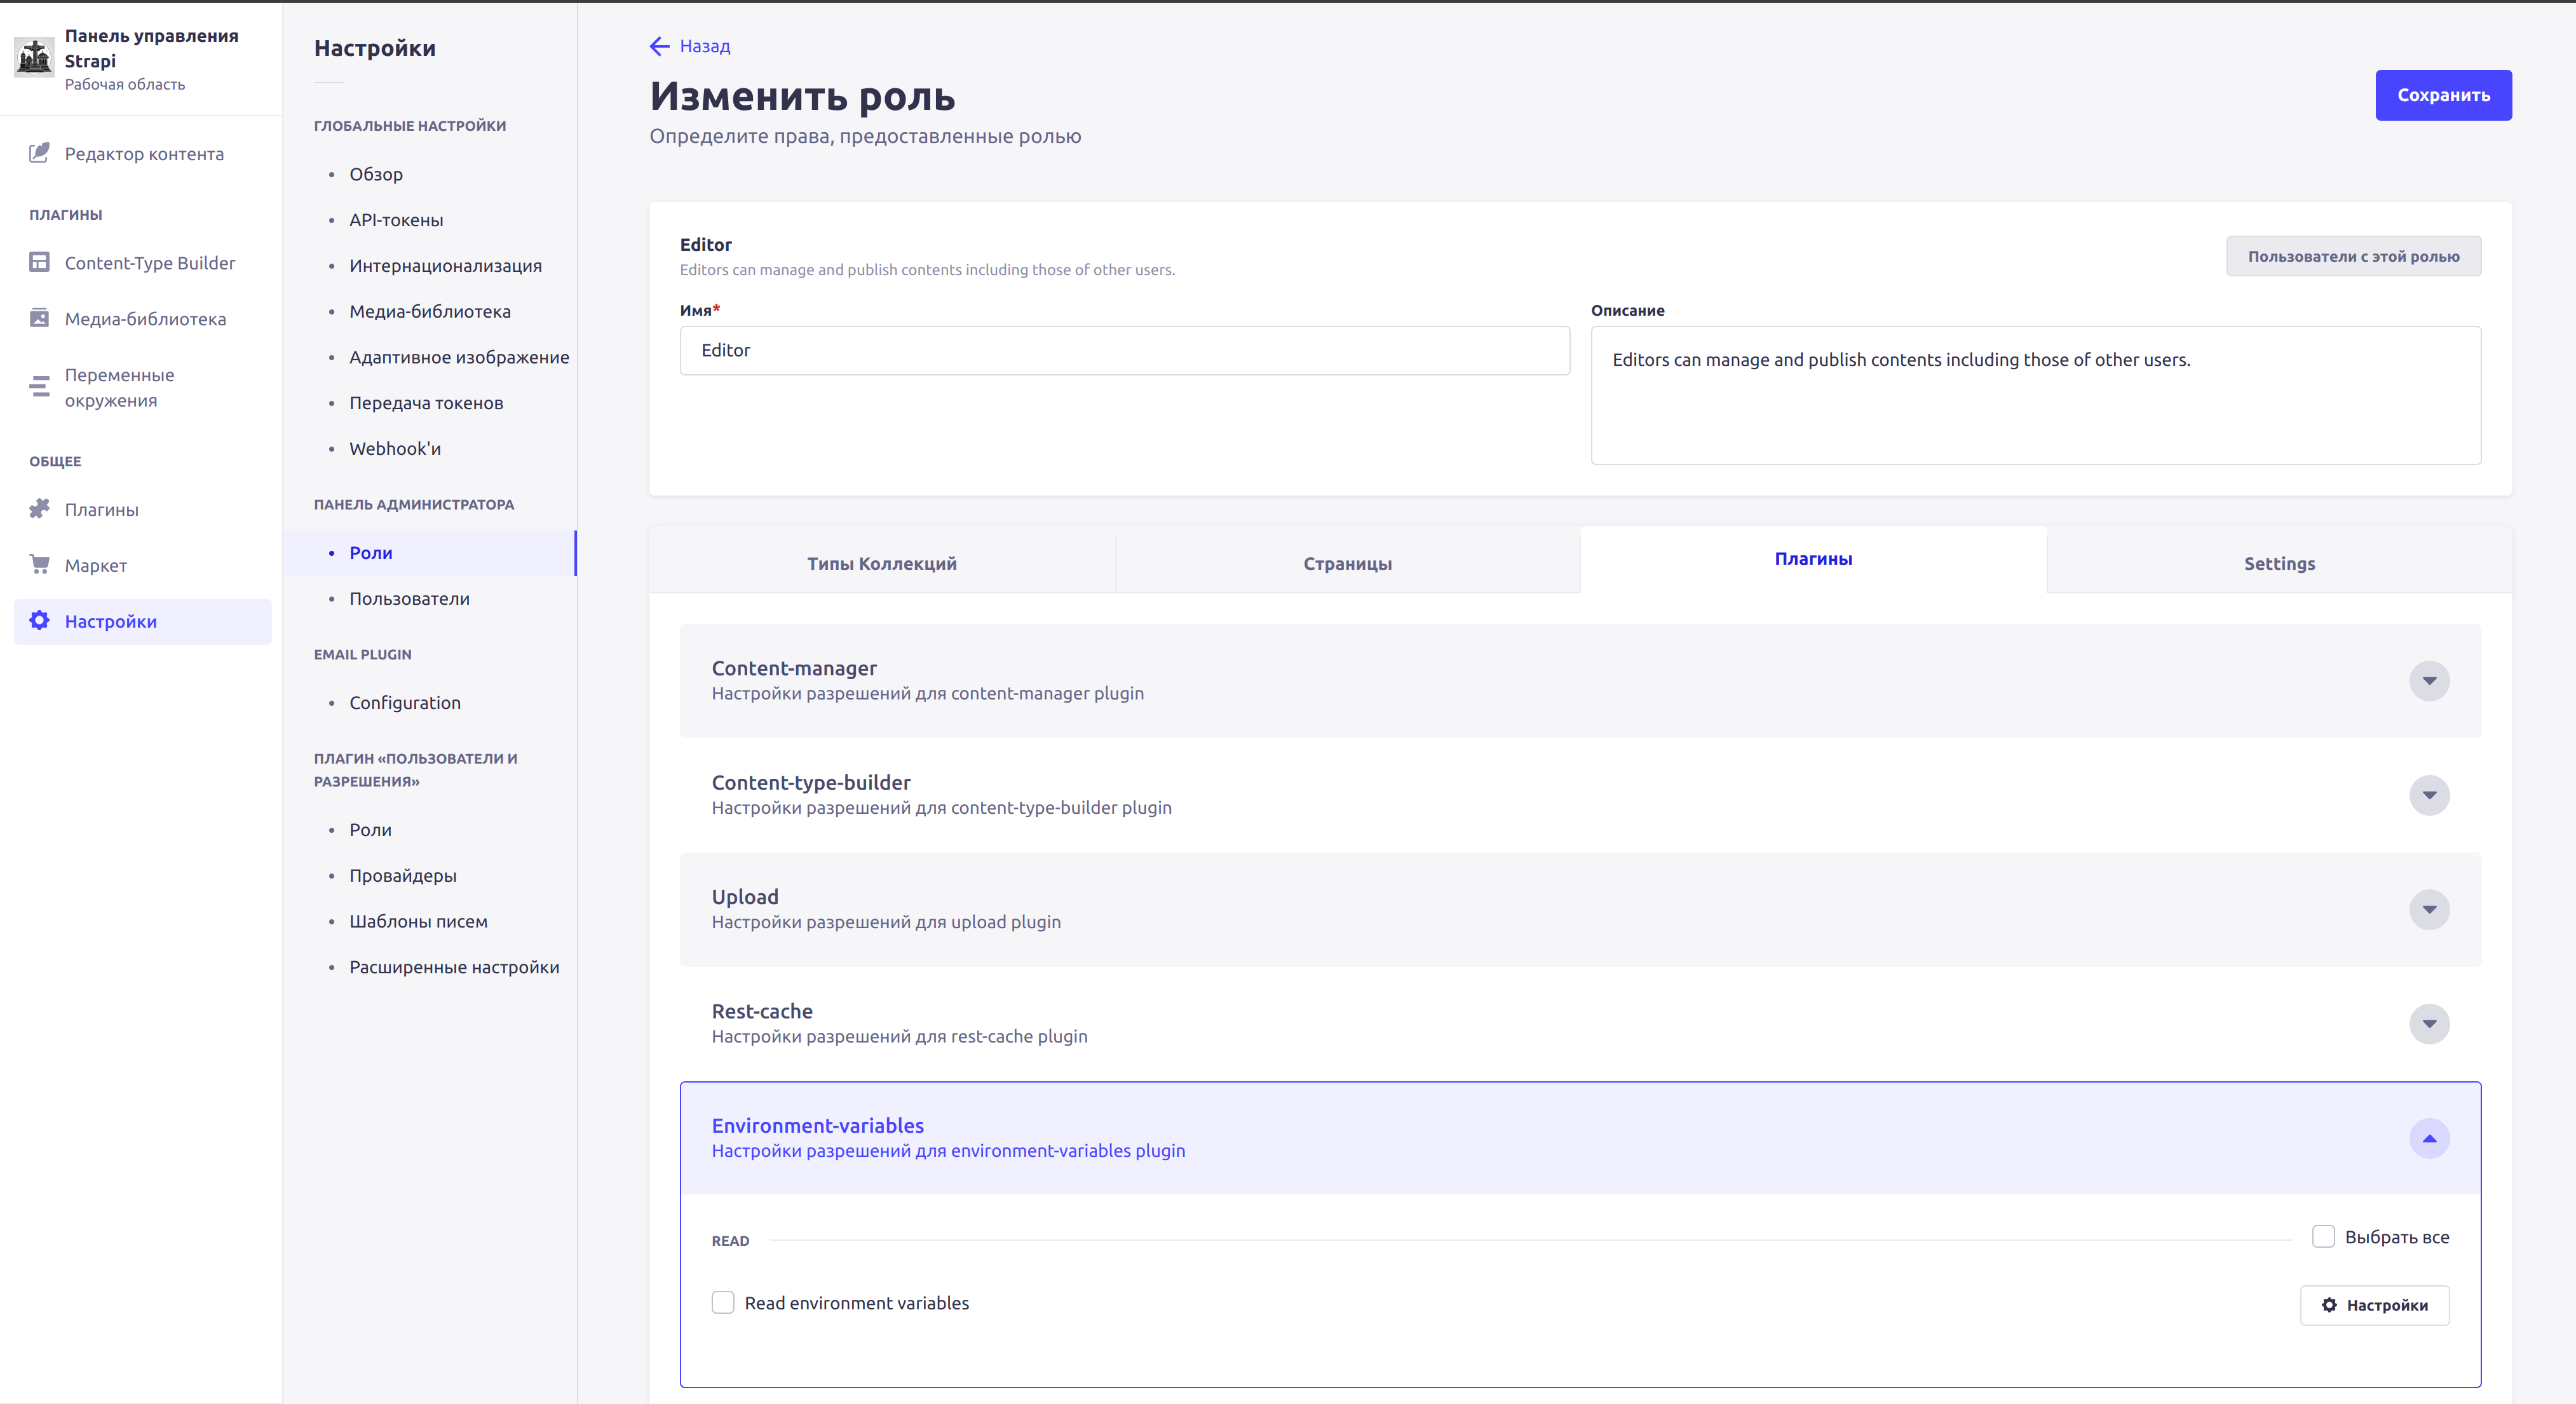 Панель управления
Strapi
Рабочая область
Редактор контента
ПЛАГИНЫ
Content-Type Builder
Медиа-библиотека
Переменные
окружения
ОБЩЕЕ
Плагины
Маркет
Настройки
Настройки
ГЛОБАЛЬНЫЕ НАСТРОЙКИ
Обзор
API-токены
Интернационализация
Медиа-библиотека
Адаптивное изображение
Передача токенов
Webhook'и
ПАНЕЛЬ АДМИНИСТРАТОРА
Роли
Пользователи
EMAIL PLUGIN
Configuration
ПЛАГИН «ПОЛЬЗОВАТЕЛИ И
РАЗРЕШЕНИЯ»
Роли
Провайдеры
Шаблоны писем
Расширенные настройки
Назад
Изменить роль
Определите права, предоставленные ролью
Сохранить
Editor
Editors can manage and publish contents including those of other users.
Пользователи с этой ролью
Имя*
Editor
Описание
Editors can manage and publish contents including those of other users.
Типы Коллекций
Страницы
Плагины
Settings
Content-manager
Настройки разрешений для content-manager plugin
Content-type-builder
Настройки разрешений для content-type-builder plugin
Upload
Настройки разрешений для upload plugin
Rest-cache
Настройки разрешений для rest-cache plugin
Environment-variables
Настройки разрешений для environment-variables plugin
READ
Выбрать все
Read environment variables
Настройки